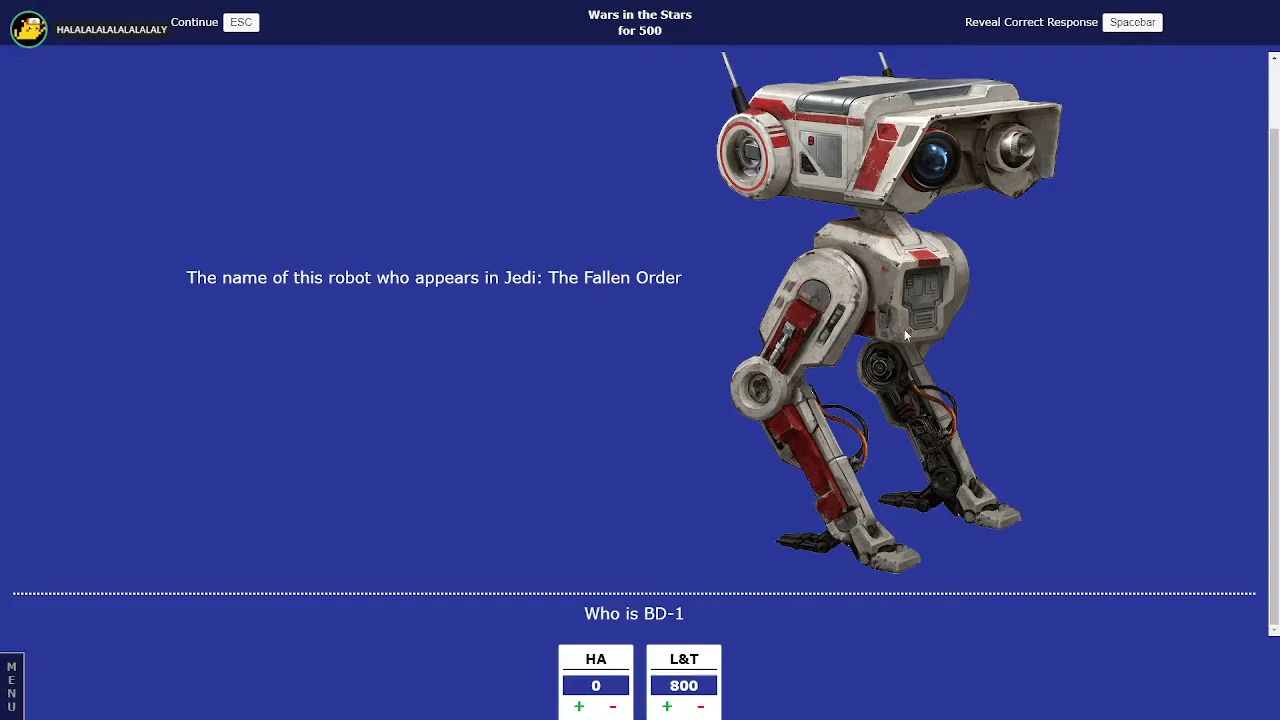 HALALALALALALALALY
Continue ESC
Wars in the Stars
for 500
Reveal Correct Response Spacebar
The name of this robot who appears in Jedi: The Fallen Order
Who is BD-1
MENU
HA
0
+ -
L&T
800
+ -